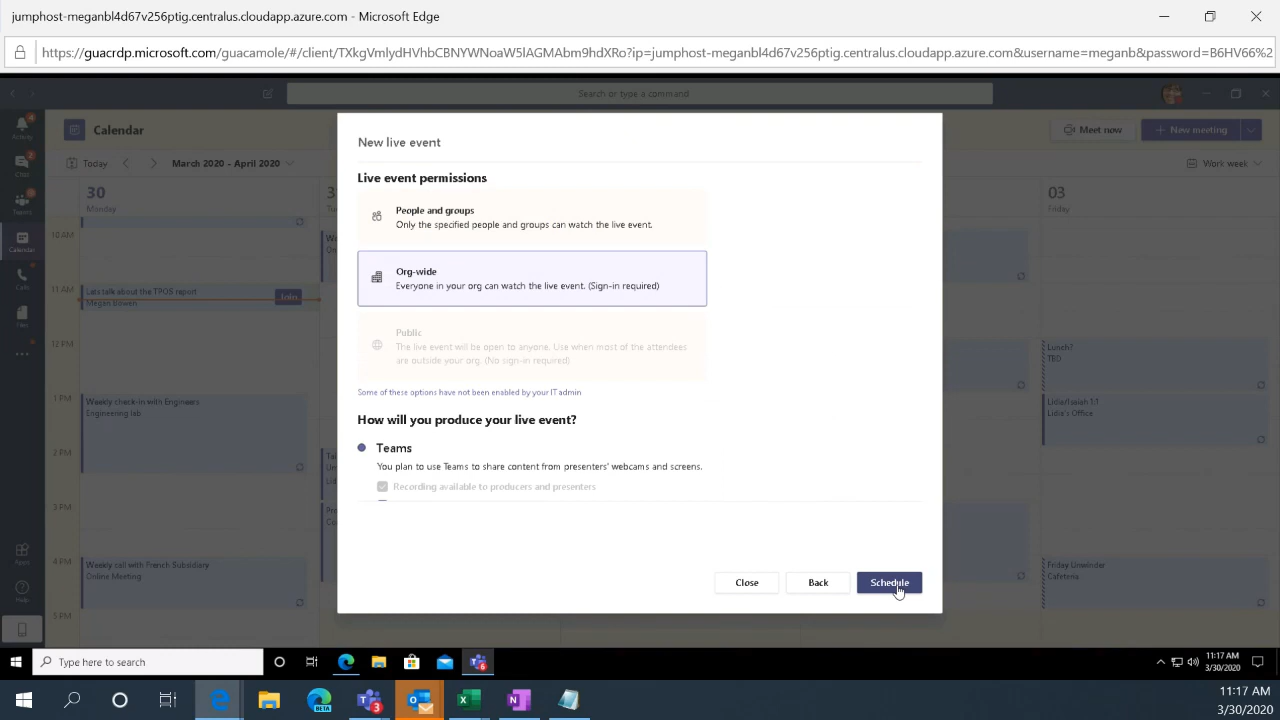 jumphost-meganbl4d67v256ptig.centralus.cloudapp.azure.com - Microsoft Edge
https://guacrdp.microsoft.com/guacamole/#/client/TXkgVmlydHVhbCBNYWNoaW5lAGMAbm9hdXRo?ip=jumphost-meganbl4d67v256ptig.centralus.cloudapp.azure.com&username=meganb&password=B6HV66%2
Search or type a command
Activity
Calendar
Meet now
New meeting
Today
March 2020 - April 2020
Work week
Chat
Teams
Calendar
Calls
Files
Apps
Help
30
Monday
03
Friday
10 AM
11 AM
12 PM
1 PM
2 PM
3 PM
4 PM
5 PM
Lets talk about the TPOS report
Megan Bowen
Join
Weekly check-in with Engineers
Engineering lab
Weekly call with French Subsidiary
Online Meeting
New live event
Live event permissions
People and groups
Only the specified people and groups can watch the live event.
Org-wide
Everyone in your org can watch the live event. (Sign-in required)
Public
The live event will be open to anyone. Use when most of the attendees
are outside your org. (No sign-in required)
Some of these options have not been enabled by your IT admin
How will you produce your live event?
Teams
You plan to use Teams to share content from presenters' webcams and screens.
Recording available to producers and presenters
Close
Back
Schedule
Lunch?
TBD
Lidia/Isaiah 1:1
Lidia's Office
Friday Unwinder
Cafeteria
Type here to search
11:17 AM
3/30/2020
BETA
11:17 AM
3/30/2020